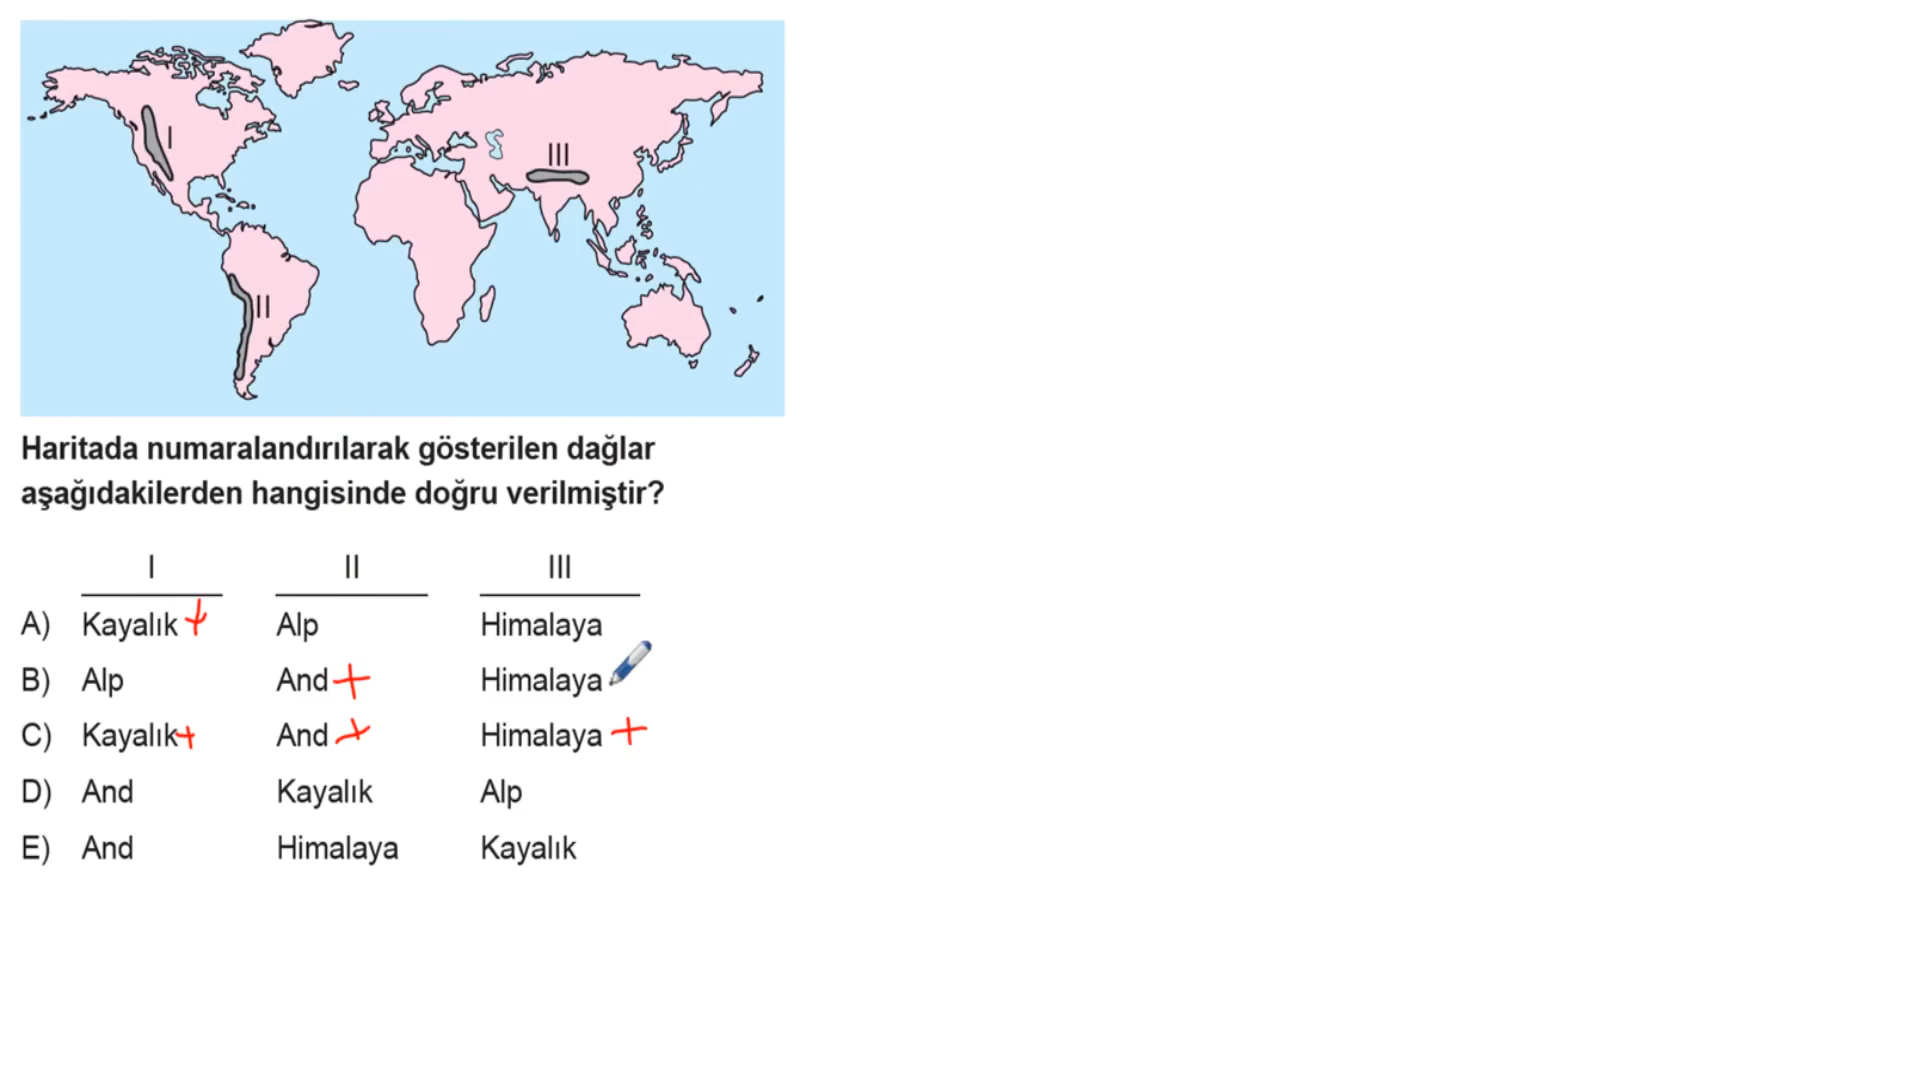 I
III
II
Haritada numaralandırılarak gösterilen dağlar
aşağıdakilerden hangisinde doğru verilmiştir?
I II III
A) Kayalık + Alp Himalaya
B) Alp And + Himalaya
C) Kayalık + And + Himalaya +
D) And Kayalık Alp
E) And Himalaya Kayalık